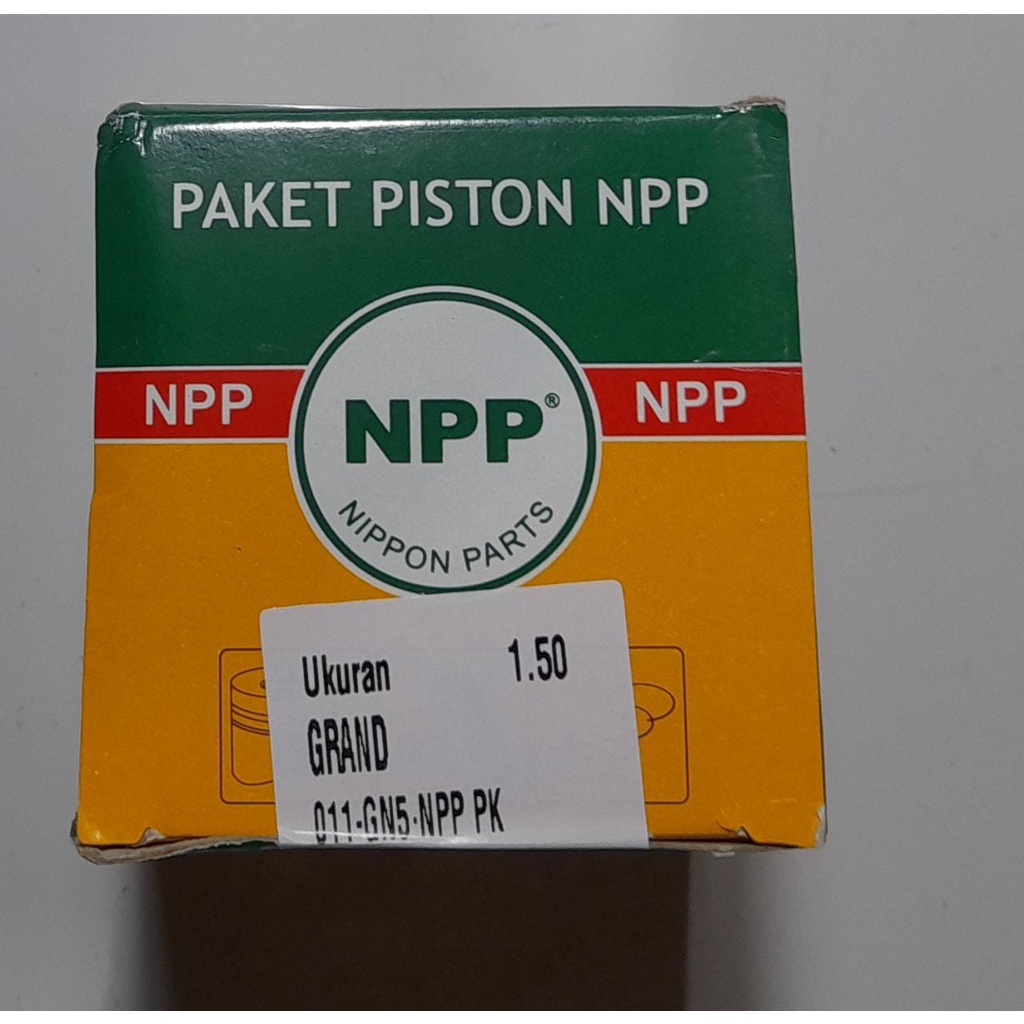 PAKET PISTON NPP
NPP
NPP®
NPP
NIPPON PARTS
Ukuran 1.50
GRAND
011-GN5-NPP PK